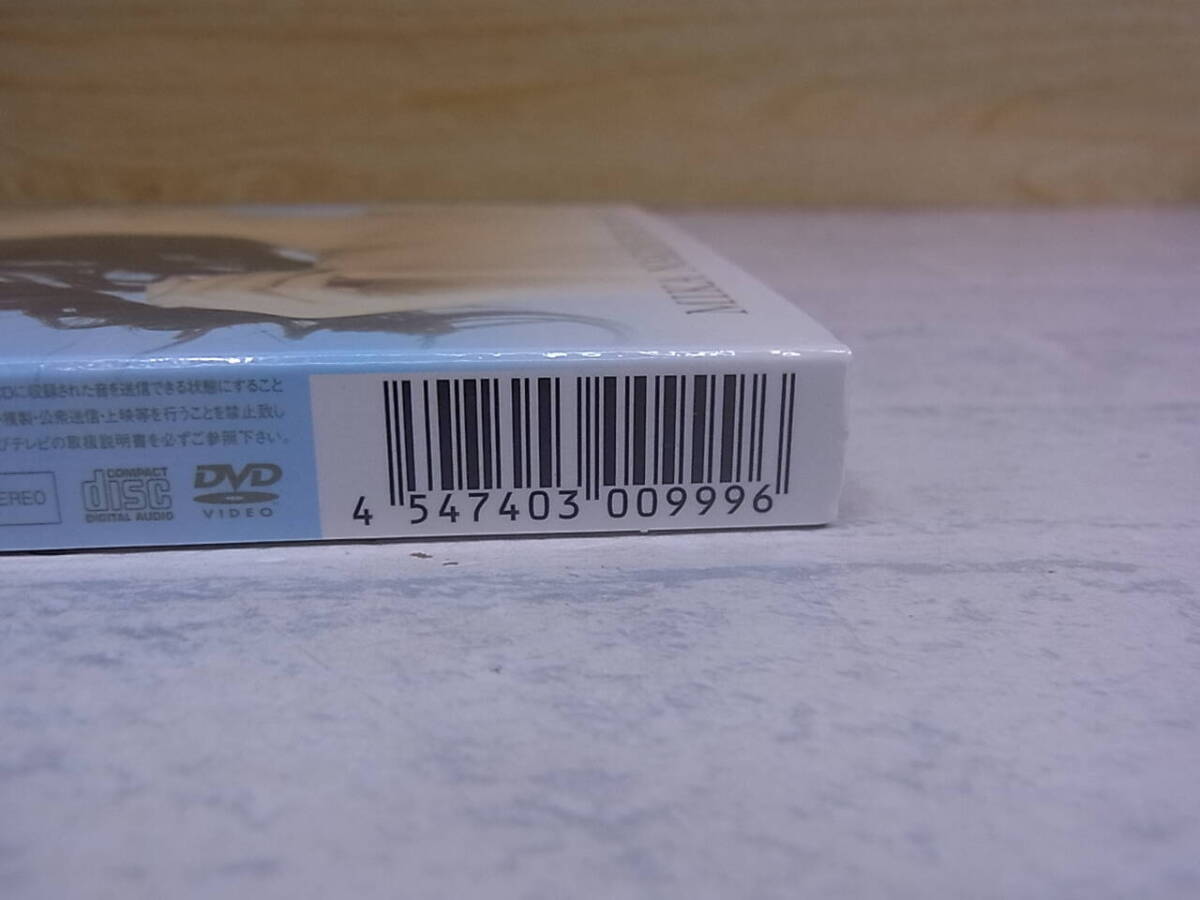 Dに収録された音を送信できる状態にすること
複製・公衆送信・上映等を行うことを禁止致し
びテレビの取扱説明書を必ずご参照下さい。
EREO
COMPACT
disc
DIGITAL AUDIO
DVD
VIDEO
4 547403 009996